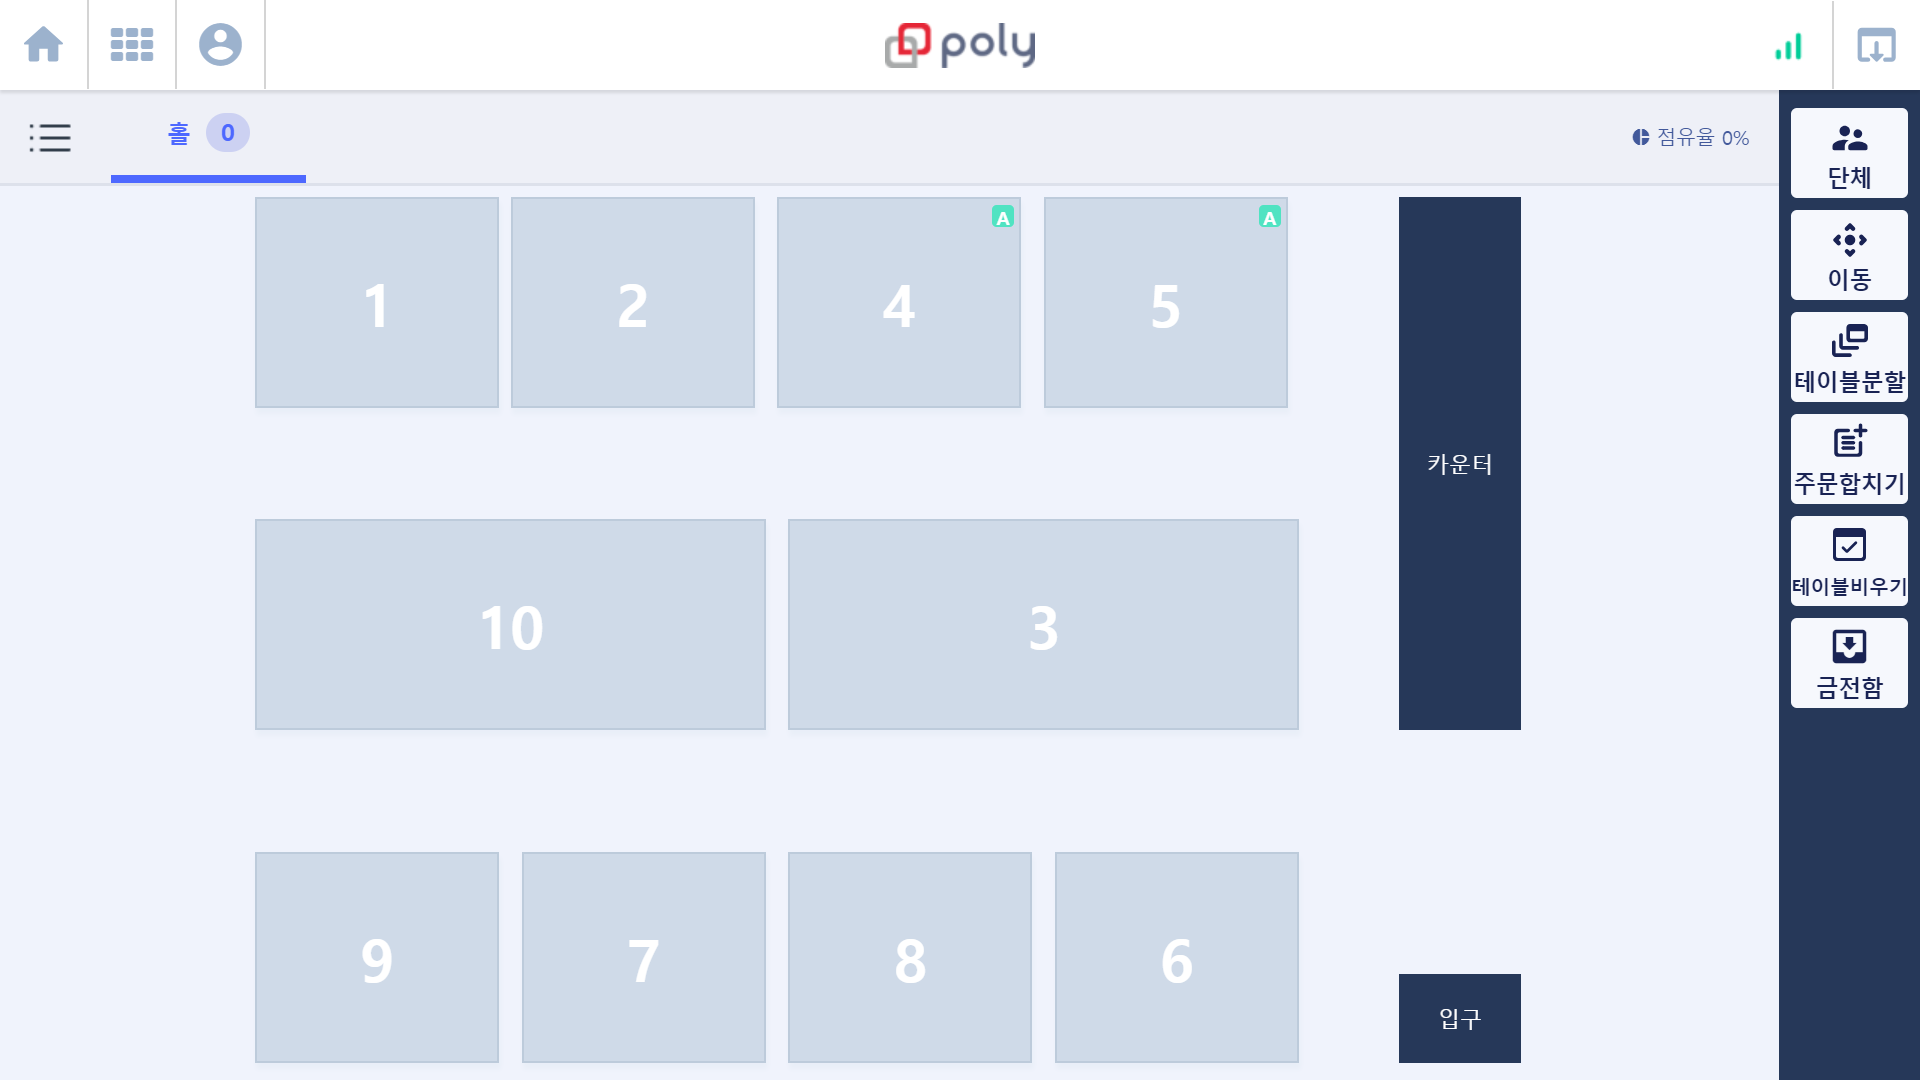 poly
홀 0
점유율 0%
1
2
A
4
A
5
카운터
10
3
9
7
8
6
입구
단체
이동
테이블분할
주문합치기
테이블비우기
금전함